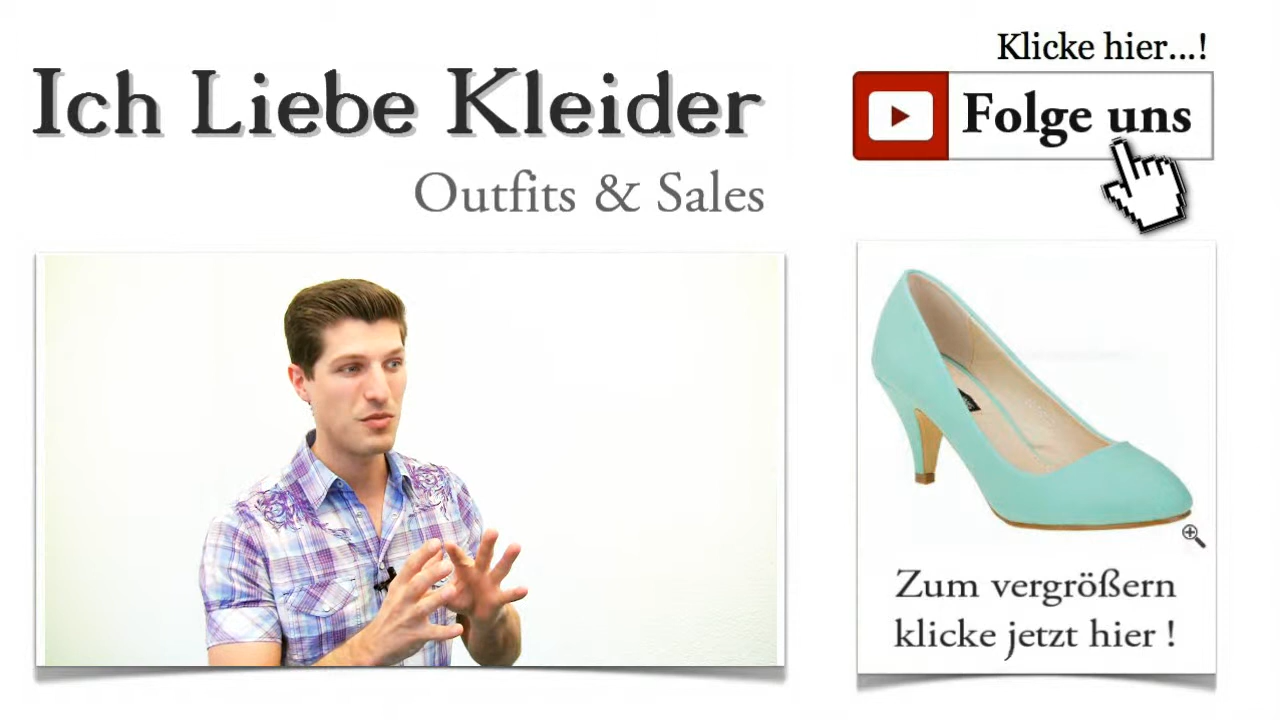 Ich Liebe Kleider
Outfits & Sales
Klicke hier...!
Folge uns
Zum vergrößern
klicke jetzt hier !